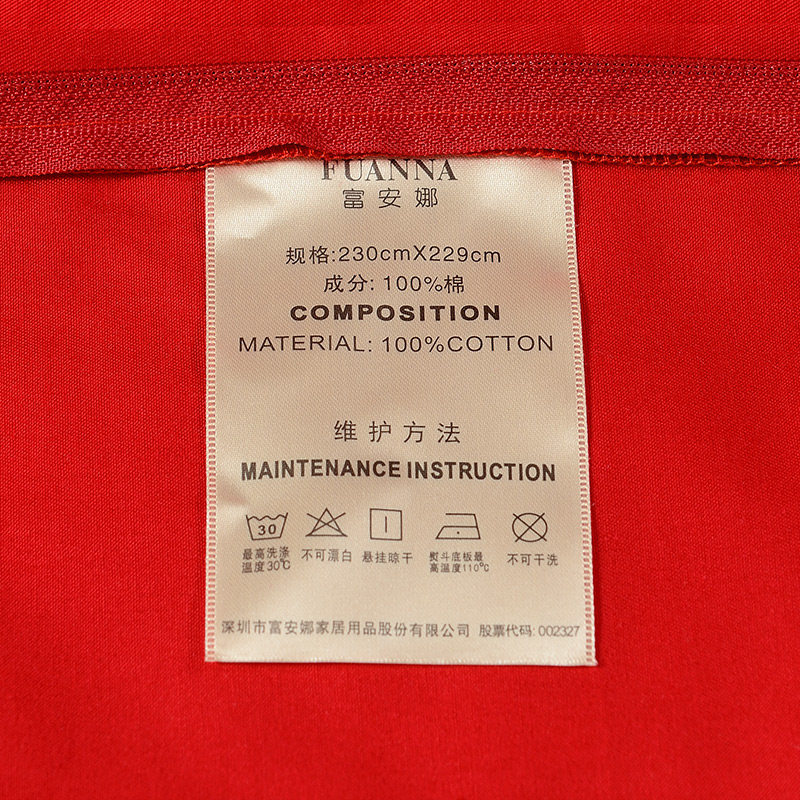 FUANNA
富安娜
规格:230cmX229cm
成分: 100%棉
COMPOSITION
MATERIAL: 100%COTTON
维护方法
MAINTENANCE INSTRUCTION
30
最高洗涤
温度30℃
不可漂白
悬挂晾干
熨斗底板最
高温度110℃
不可干洗
深圳市富安娜家居用品股份有限公司 股票代码: 002327